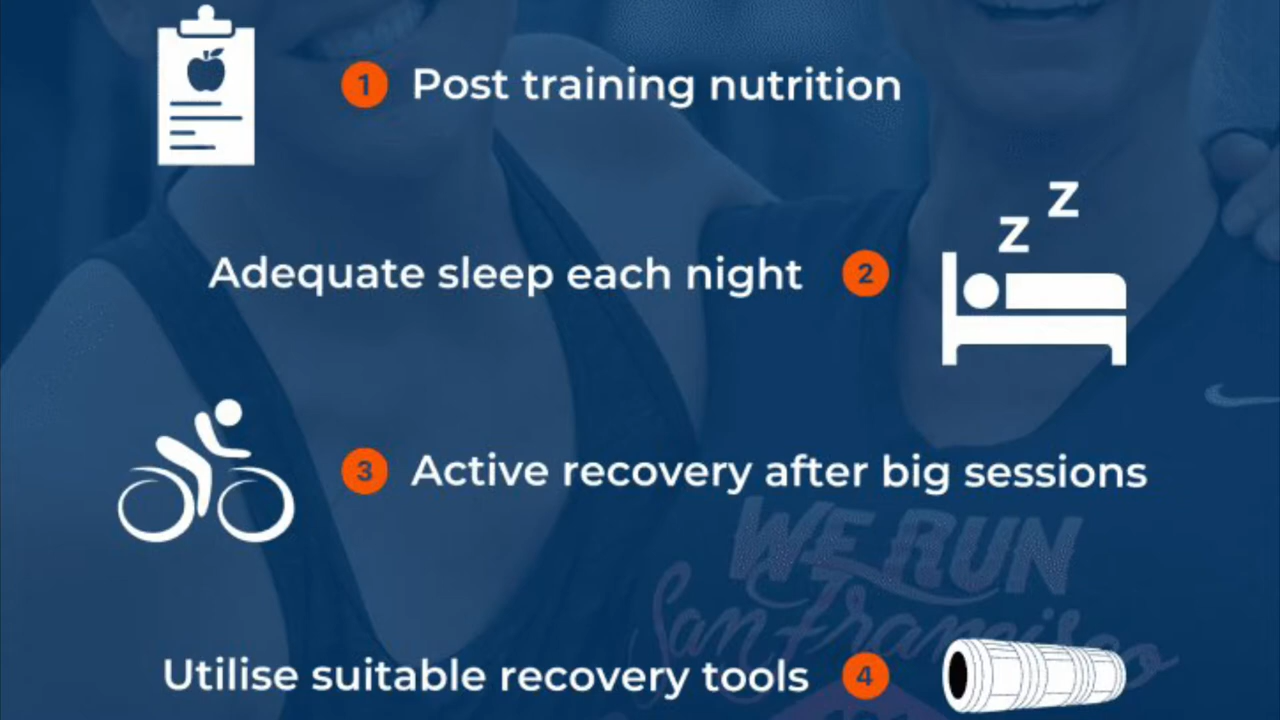 1 Post training nutrition
Z
Z
Adequate sleep each night 2
3 Active recovery after big sessions
WE RUN
San Francisco
Utilise suitable recovery tools 4